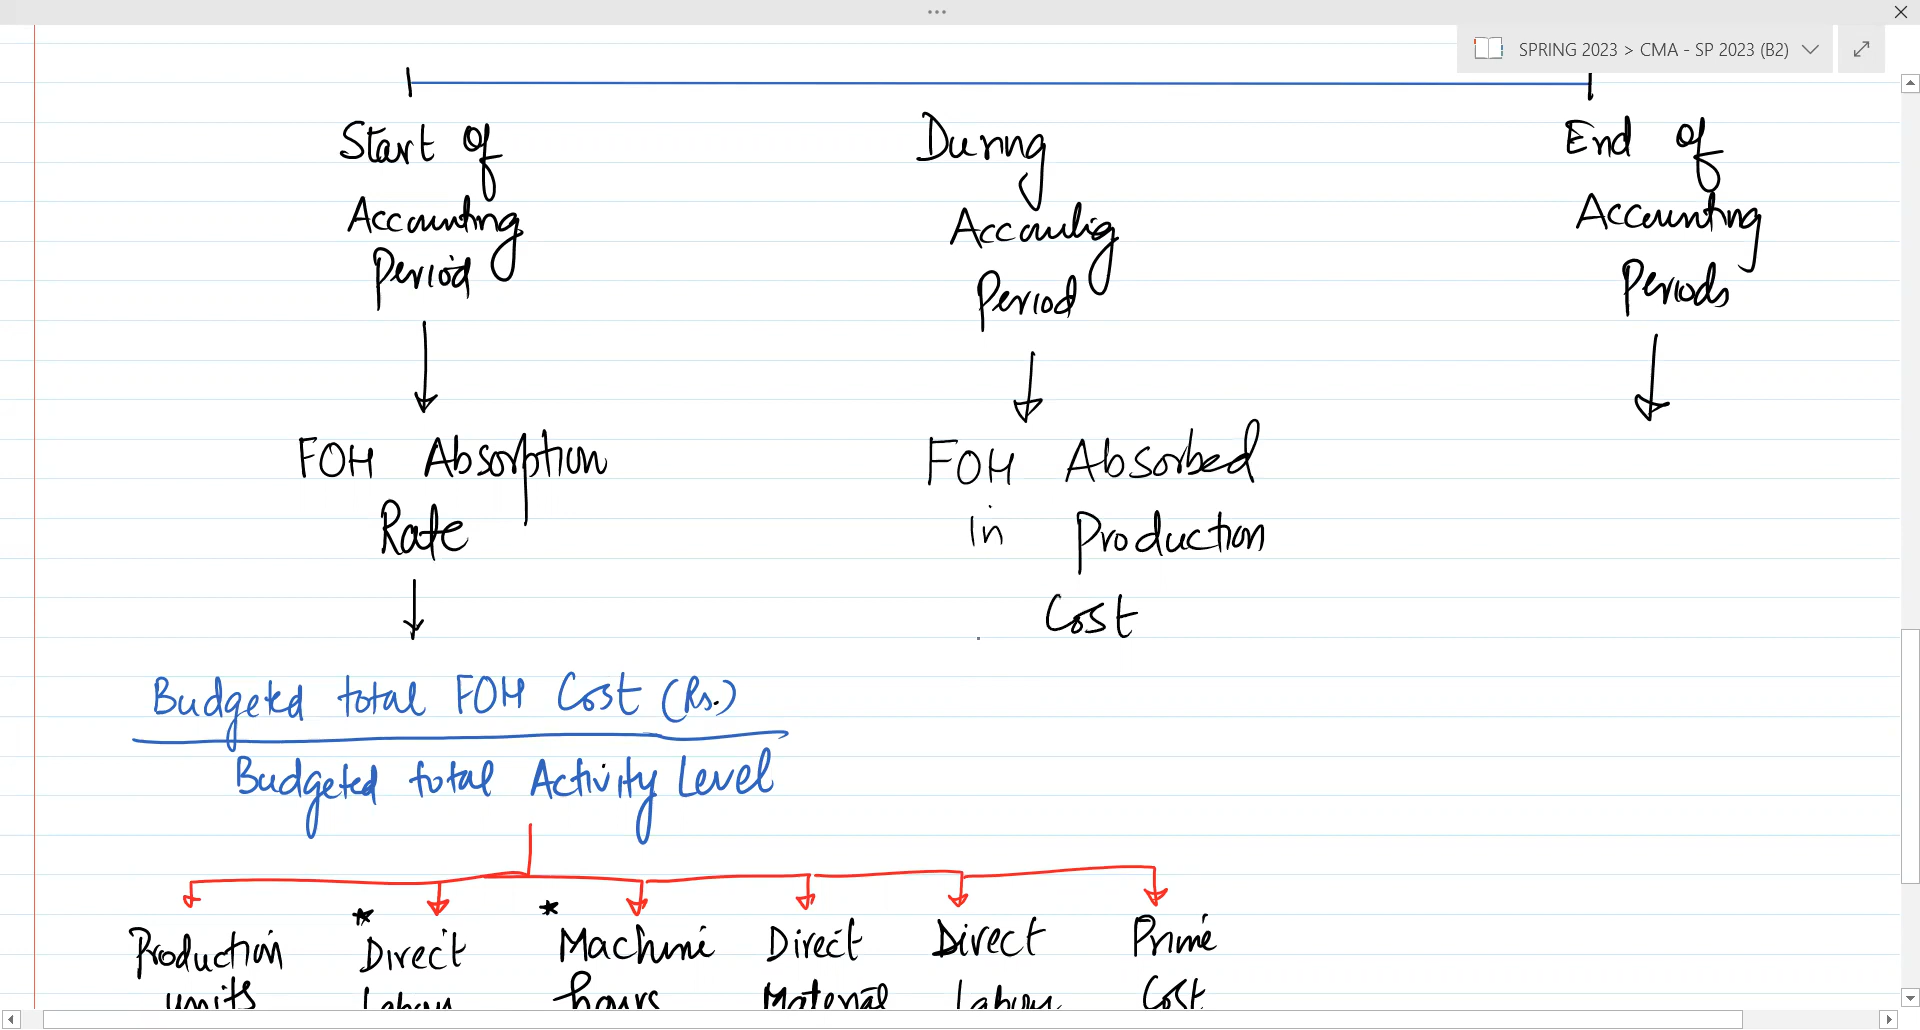 SPRING 2023 > CMA - SP 2023 (B2)
Start of
Accounting
Period
During
Accounting
Period
End of
Accounting
Periods
FOH Absorption
Rate
FOH Absorbed
in Production
Cost
Budgeted total FOH Cost (Rs.)
Budgeted total Activity Level
Production
units
* Direct
Labour
* Machine
hours
Direct
Material
Direct
Labour
Prime
Cost